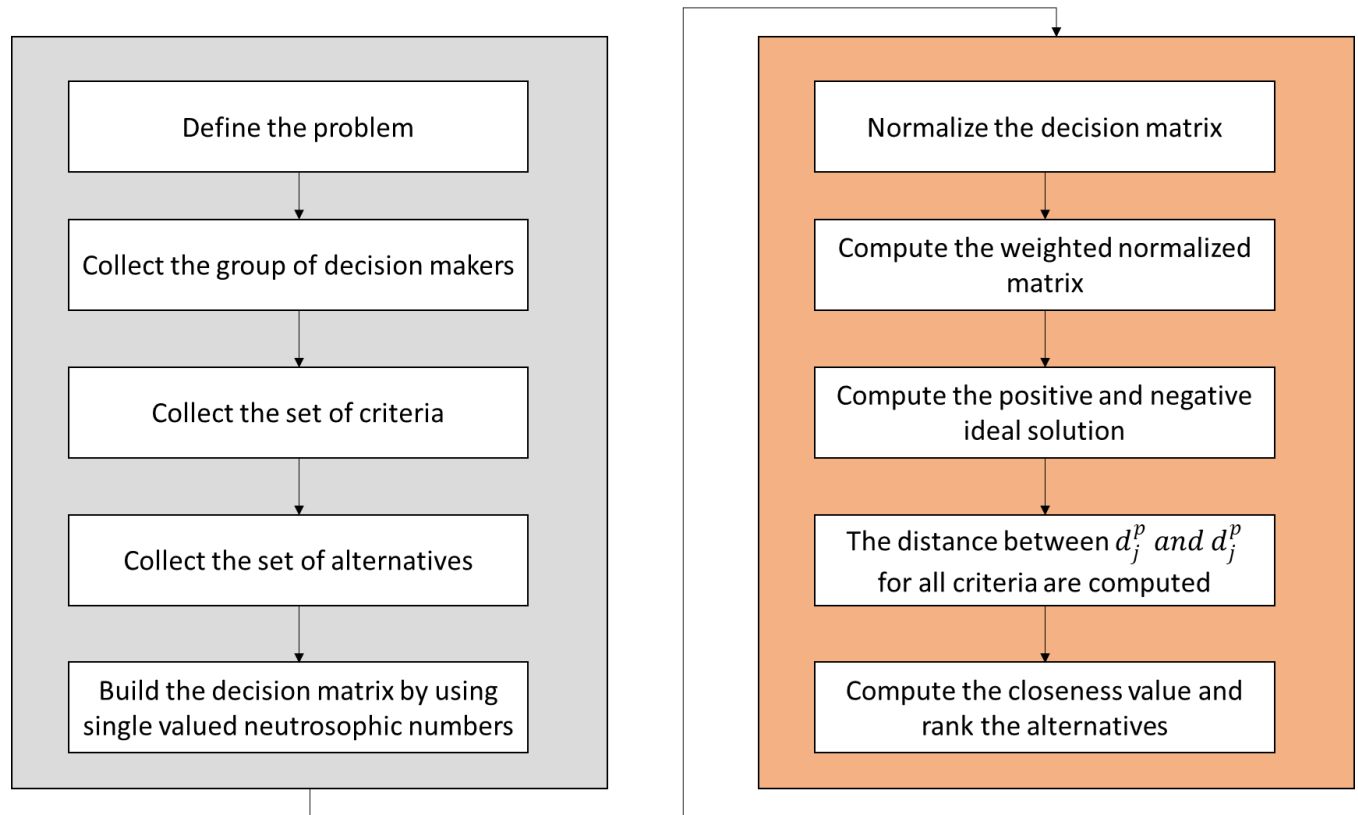 Define the problem
Collect the group of decision makers
Collect the set of criteria
Collect the set of alternatives
Build the decision matrix by using
single valued neutrosophic numbers
Normalize the decision matrix
Compute the weighted normalized
matrix
Compute the positive and negative
ideal solution
The distance between $d_j^p$ and $d_j^p$
for all criteria are computed
Compute the closeness value and
rank the alternatives